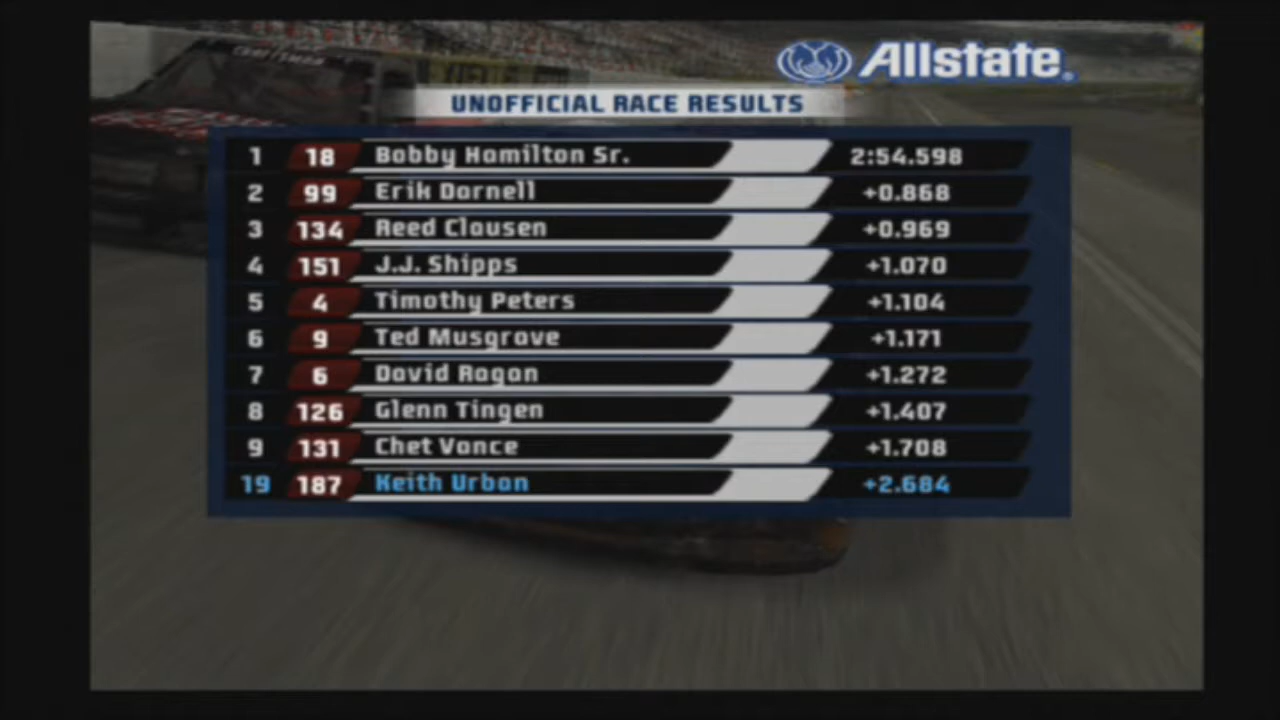 Allstate.
UNOFFICIAL RACE RESULTS
1 18 Bobby Hamilton Sr. 2:54.598
2 99 Erik Darnell +0.868
3 134 Reed Clausen +0.969
4 151 J.J. Shipps +1.070
5 4 Timothy Peters +1.104
6 9 Ted Musgrave +1.171
7 6 David Ragan +1.272
8 126 Glenn Tingen +1.407
9 131 Chet Vance +1.708
19 187 Keith Urban +2.684